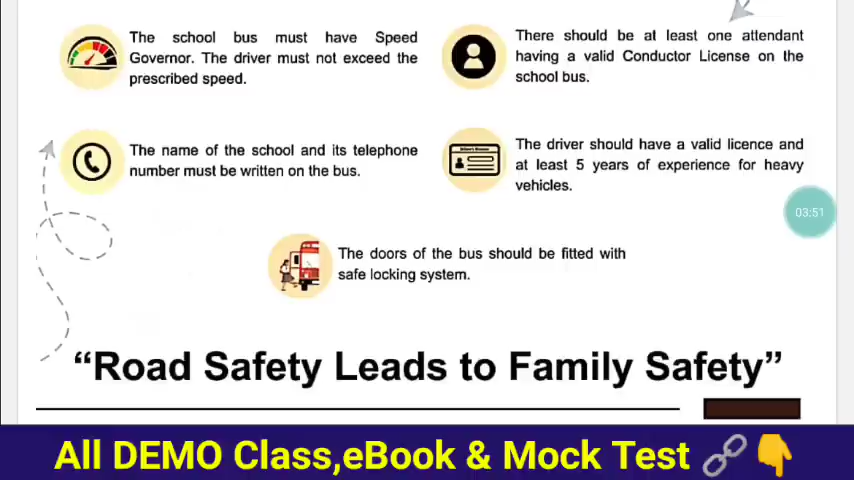 The school bus must have Speed
Governor. The driver must not exceed the
prescribed speed.
There should be at least one attendant
having a valid Conductor License on the
school bus.
The name of the school and its telephone
number must be written on the bus.
The driver should have a valid licence and
at least 5 years of experience for heavy
vehicles.
03:51
The doors of the bus should be fitted with
safe locking system.
“Road Safety Leads to Family Safety”
All DEMO Class,eBook & Mock Test